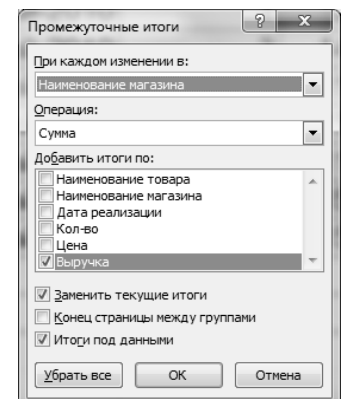 Промежуточные итоги
При каждом изменении в:
Наименование магазина
Операция:
Сумма
Добавить итоги по:
Наименование товара
Наименование магазина
Дата реализации
Кол-во
Цена
Выручка
Заменить текущие итоги
Конец страницы между группами
Итоги под данными
Убрать все
ОК
Отмена